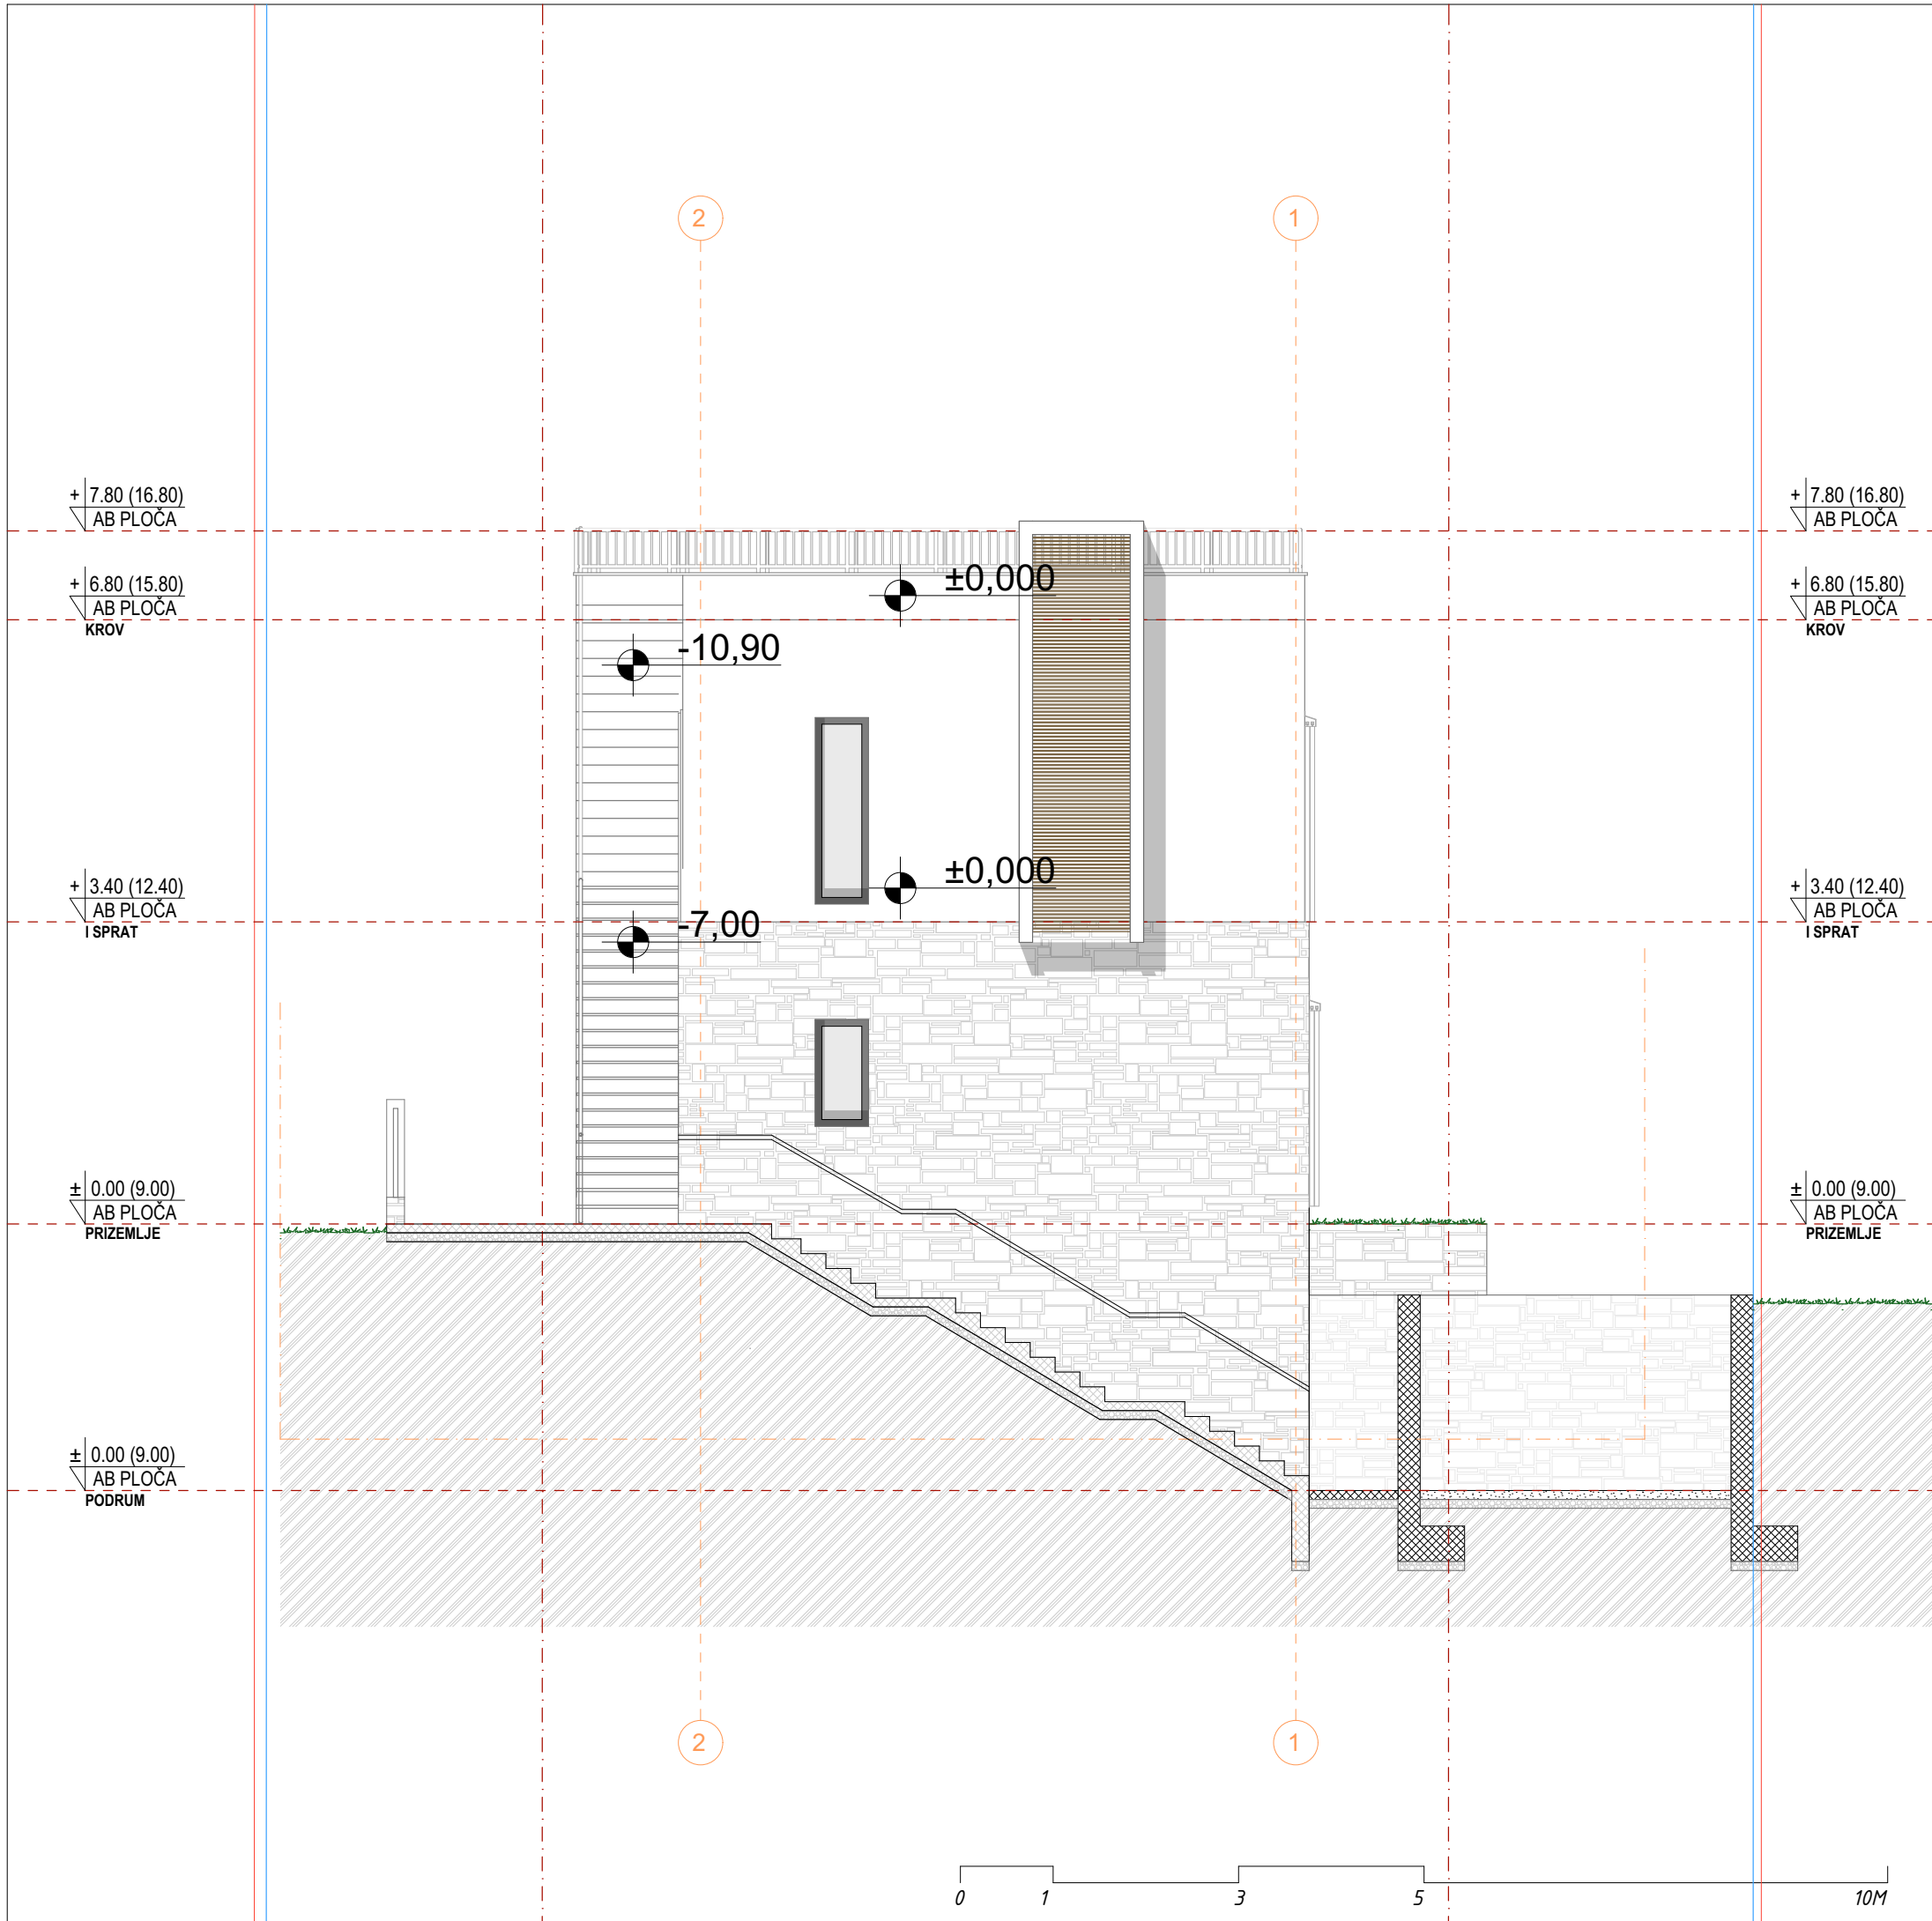 2
1
+ 7.80 (16.80)
AB PLOČA
+ 7.80 (16.80)
AB PLOČA
+ 6.80 (15.80)
AB PLOČA
KROV
±0,000
+ 6.80 (15.80)
AB PLOČA
KROV
-10,90
+ 3.40 (12.40)
AB PLOČA
I SPRAT
±0,000
-7,00
+ 3.40 (12.40)
AB PLOČA
I SPRAT
± 0.00 (9.00)
AB PLOČA
PRIZEMLJE
± 0.00 (9.00)
AB PLOČA
PRIZEMLJE
± 0.00 (9.00)
AB PLOČA
PODRUM
2
1
0 1 3 5 10M